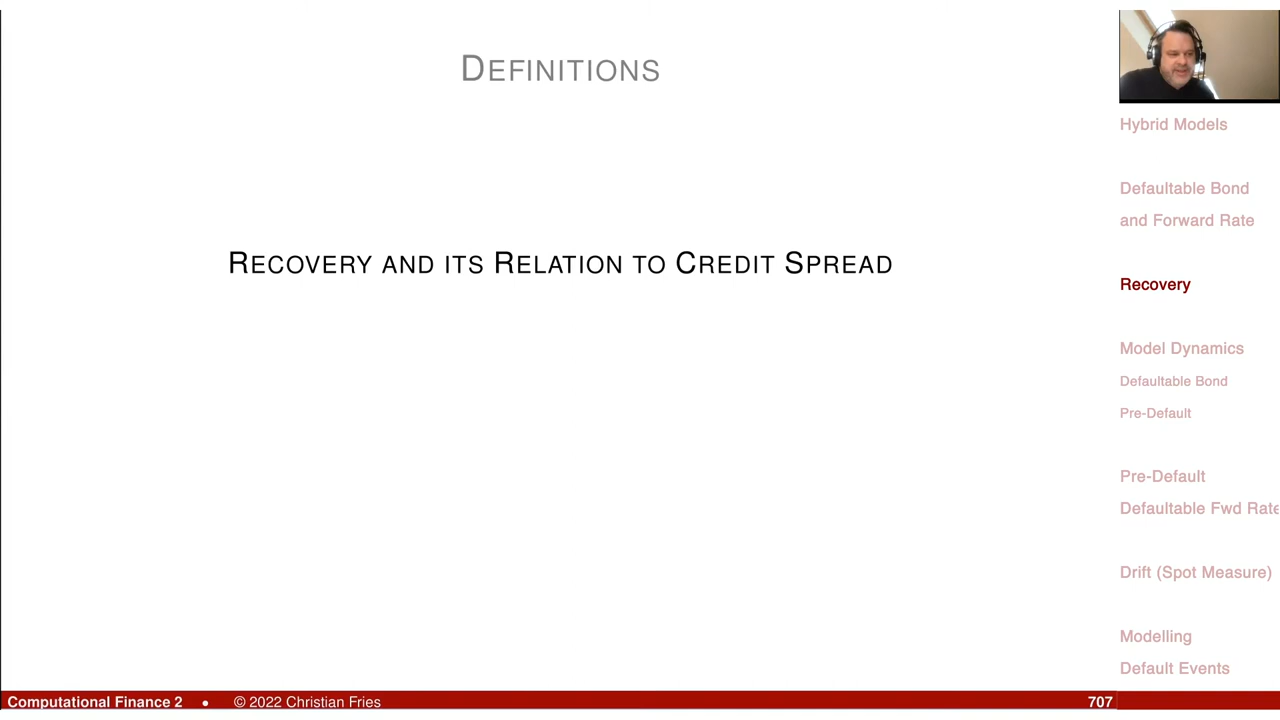 DEFINITIONS
RECOVERY AND ITS RELATION TO CREDIT SPREAD
Hybrid Models
Defaultable Bond
and Forward Rate
Recovery
Model Dynamics
Defaultable Bond
Pre-Default
Pre-Default
Defaultable Fwd Rate
Drift (Spot Measure)
Modelling
Default Events
Computational Finance 2 • © 2022 Christian Fries 707